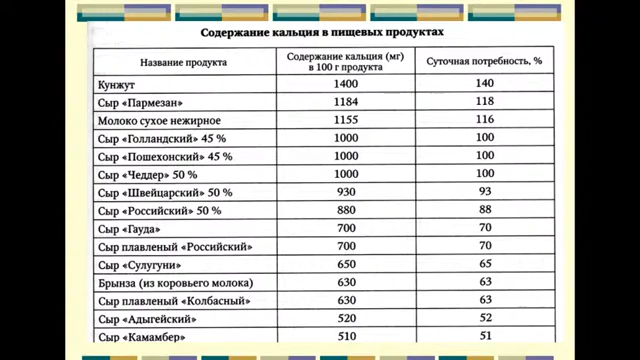 Содержание кальция в пищевых продуктах
Название продукта Содержание кальция (мг) в 100 г продукта Суточная потребность, %
Кунжут 1400 140
Сыр «Пармезан» 1184 118
Молоко сухое нежирное 1155 116
Сыр «Голландский» 45 % 1000 100
Сыр «Пошехонский» 45 % 1000 100
Сыр «Чеддер» 50 % 1000 100
Сыр «Швейцарский» 50 % 930 93
Сыр «Российский» 50 % 880 88
Сыр «Гауда» 700 70
Сыр плавленый «Российский» 700 70
Сыр «Сулугуни» 650 65
Брынза (из коровьего молока) 630 63
Сыр плавленый «Колбасный» 630 63
Сыр «Адыгейский» 520 52
Сыр «Камамбер» 510 51